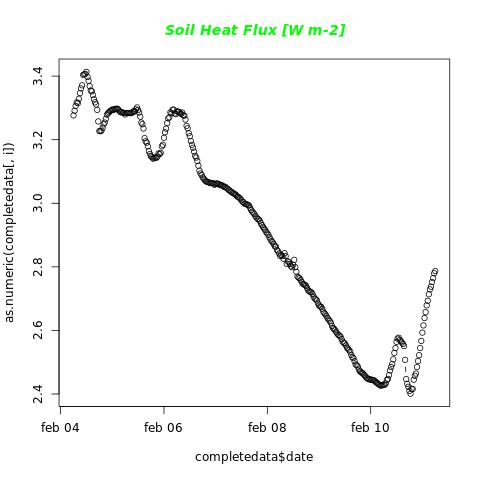 Soil Heat Flux [W m-2]
as.numeric(completedata[, i])
3.4
3.2
3.0
2.8
2.6
2.4
feb 04 feb 06 feb 08 feb 10
completedata$date